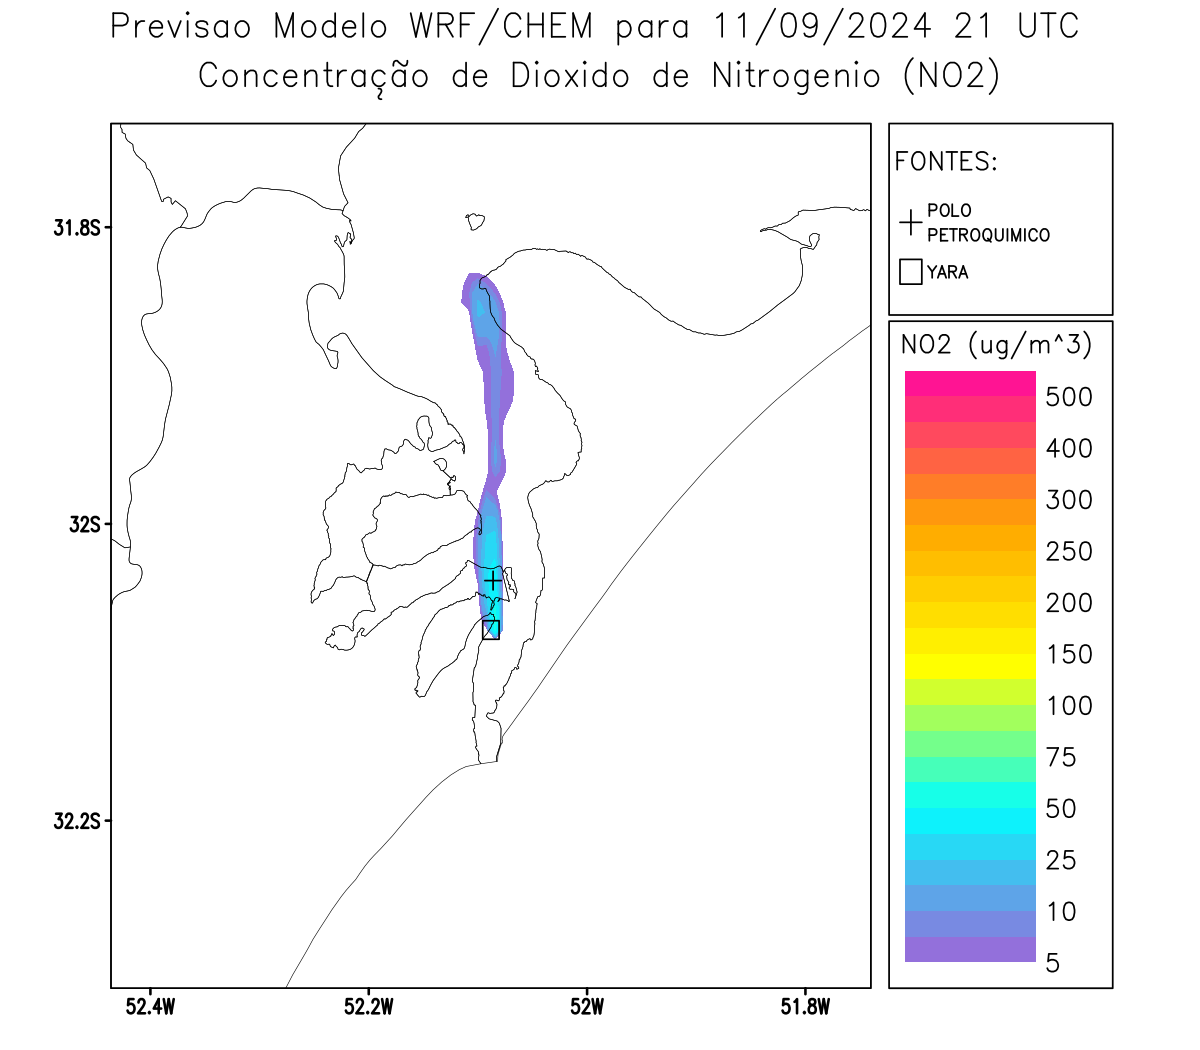 Previsao Modelo WRF/CHEM para 11/09/2024 21 UTC
Concentração de Dioxido de Nitrogenio (NO2)
FONTES:
POLO
PETROQUIMICO
YARA
NO2 (ug/m^3)
500
400
300
250
200
150
100
75
50
25
10
5
31.8S
32S
32.2S
52.4W
52.2W
52W
51.8W